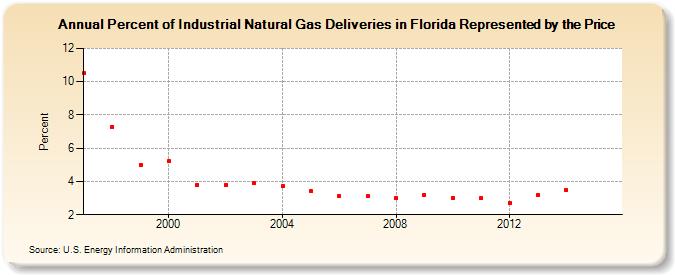 Annual Percent of Industrial Natural Gas Deliveries in Florida Represented by the Price
Percent
12
10
8
6
4
2
2000 2004 2008 2012
Source: U.S. Energy Information Administration